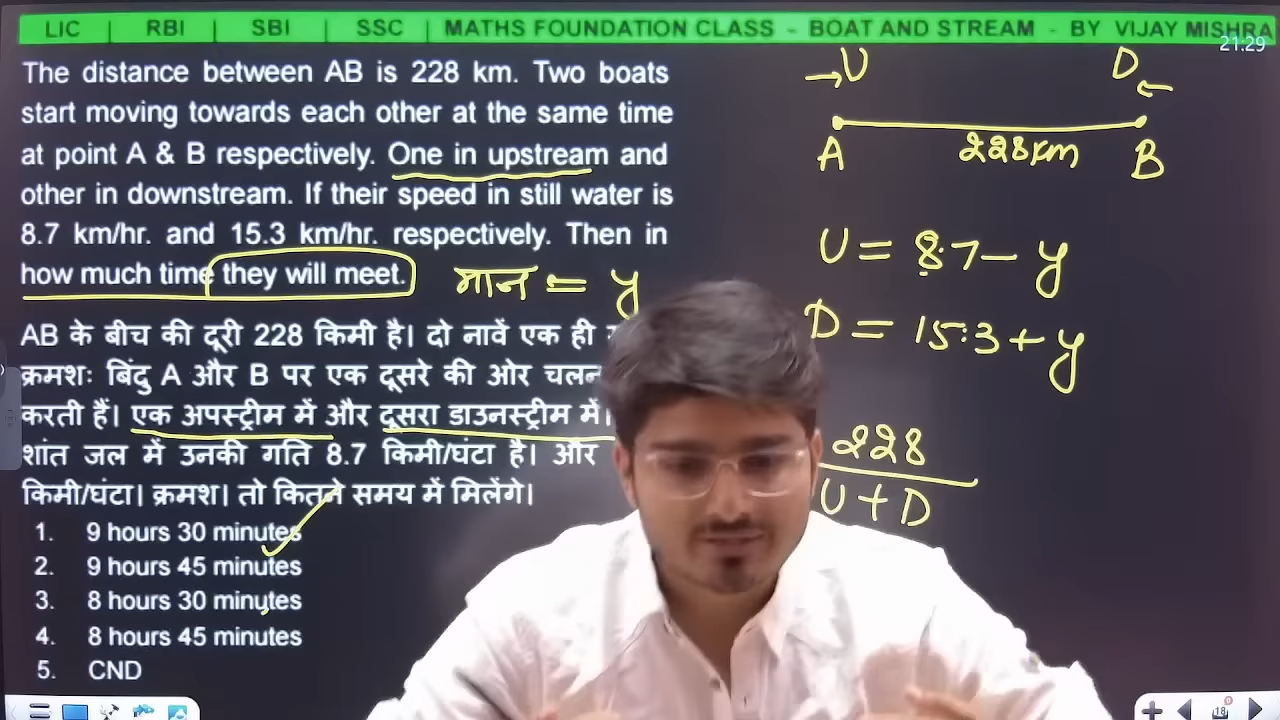 LIC | RBI | SBI | SSC | MATHS FOUNDATION CLASS - BOAT AND STREAM - BY VIJAY MISHRA
21:29
The distance between AB is 228 km. Two boats
start moving towards each other at the same time
at point A & B respectively. One in upstream and
other in downstream. If their speed in still water is
8.7 km/hr. and 15.3 km/hr. respectively. Then in
how much time they will meet.
मान = y
AB के बीच की दूरी 228 किमी है। दो नावें एक ही
क्रमशः बिंदु A और B पर एक दूसरे की ओर
करती हैं। एक अपस्ट्रीम में और दूसरा डाउनस्ट्रीम में।
शांत जल में उनकी गति 8.7 किमी/घंटा है। और
किमी/घंटा। क्रमश। तो कितने समय में मिलेंगे।
1. 9 hours 30 minutes
2. 9 hours 45 minutes
3. 8 hours 30 minutes
4. 8 hours 45 minutes
5. CND
→U D←
A 228km B
U = 8.7 - y
D = 15.3 + y
228
U + D
18